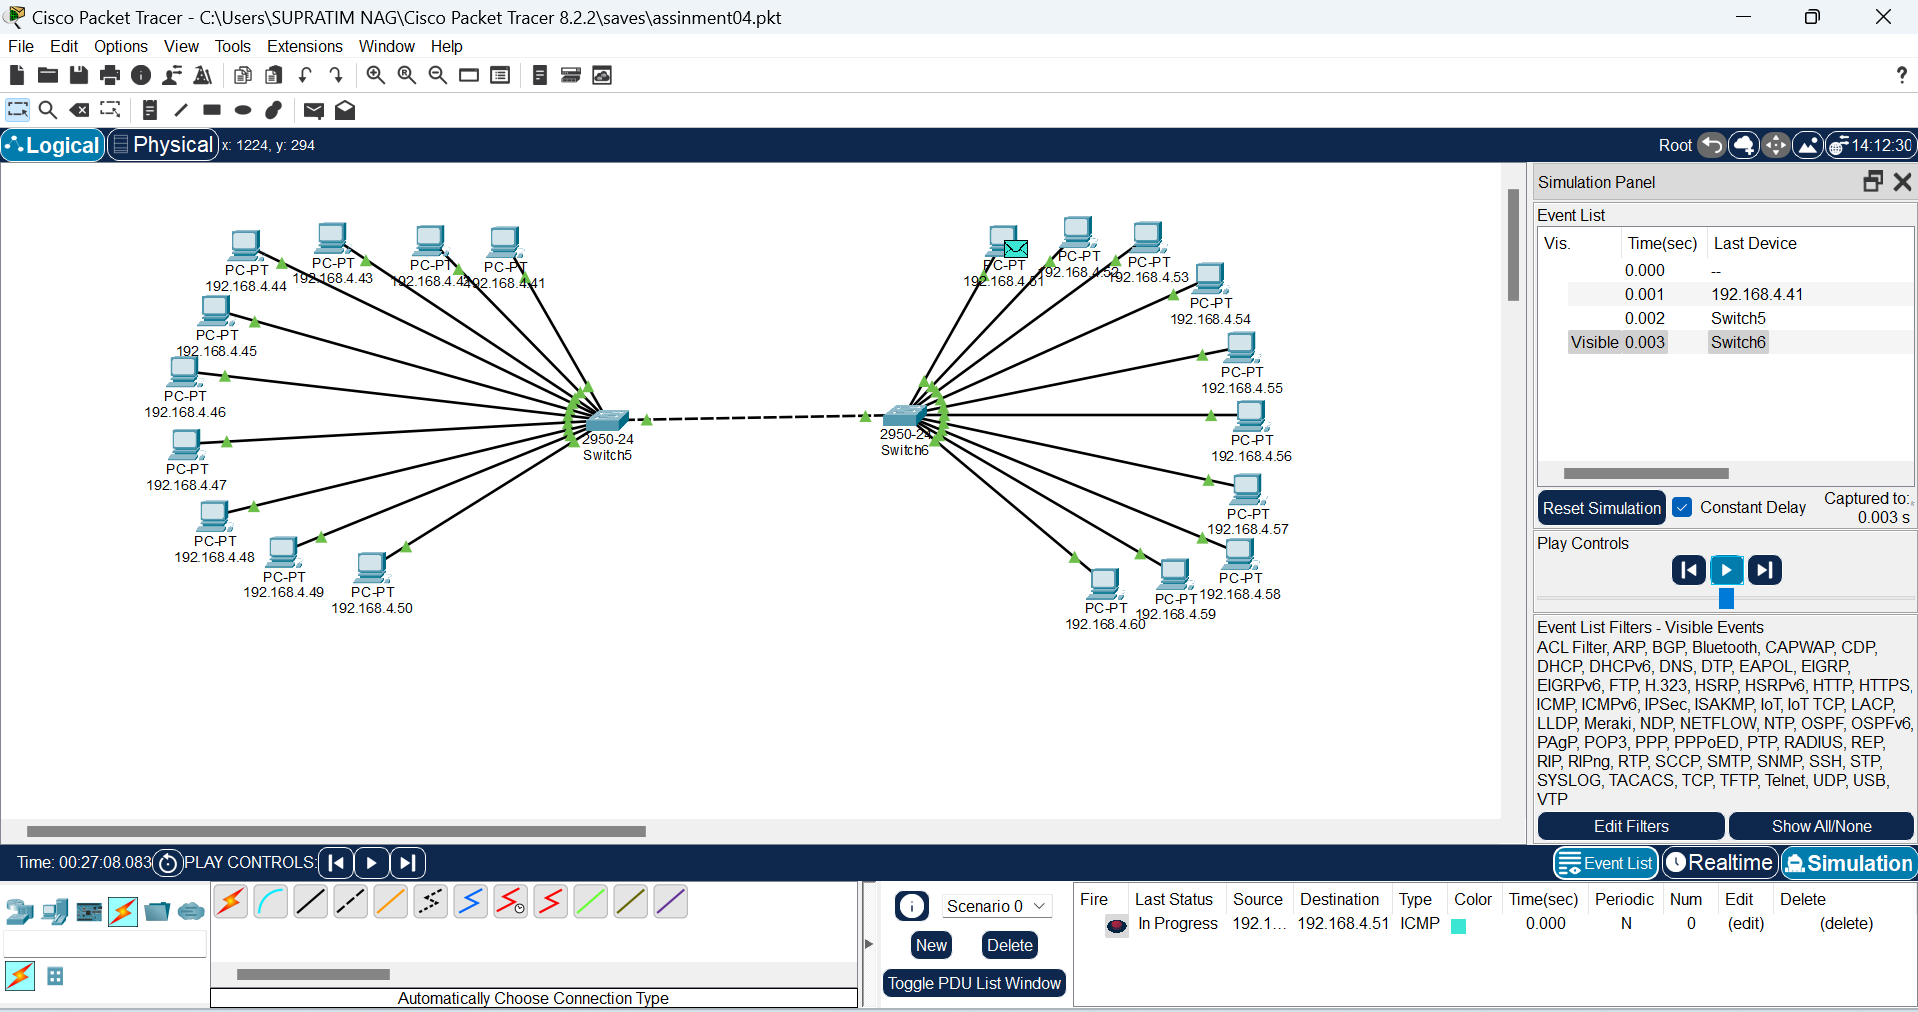 Cisco Packet Tracer - C:\Users\SUPRATIM NAG\Cisco Packet Tracer 8.2.2\saves\assinment04.pkt
File Edit Options View Tools Extensions Window Help
Logical Physical x: 1224, y: 294 Root 14:12:30
PC-PT
192.168.4.44
PC-PT
192.168.4.43
PC-PT
192.168.4.42
PC-PT
192.168.4.41
PC-PT
192.168.4.45
PC-PT
192.168.4.46
PC-PT
192.168.4.47
PC-PT
192.168.4.48
PC-PT
192.168.4.49
PC-PT
192.168.4.50
2950-24
Switch5
2950-24
Switch6
PC-PT
192.168.4.51
PC-PT
192.168.4.52
PC-PT
192.168.4.53
PC-PT
192.168.4.54
PC-PT
192.168.4.55
PC-PT
192.168.4.56
PC-PT
192.168.4.57
PC-PT
192.168.4.58
PC-PT
192.168.4.59
PC-PT
192.168.4.60
Simulation Panel
Event List
Vis. Time(sec) Last Device
0.000 --
0.001 192.168.4.41
0.002 Switch5
Visible 0.003 Switch6
Reset Simulation Constant Delay Captured to:
0.003 s
Play Controls
Event List Filters - Visible Events
ACL Filter, ARP, BGP, Bluetooth, CAPWAP, CDP,
DHCP, DHCPv6, DNS, DTP, EAPOL, EIGRP,
EIGRPv6, FTP, H.323, HSRP, HSRPv6, HTTP, HTTPS,
ICMP, ICMPv6, IPSec, ISAKMP, IoT, IoT TCP, LACP,
LLDP, Meraki, NDP, NETFLOW, NTP, OSPF, OSPFv6,
PAgP, POP3, PPP, PPPoED, PTP, RADIUS, REP,
RIP, RIPng, RTP, SCCP, SMTP, SNMP, SSH, STP,
SYSLOG, TACACS, TCP, TFTP, Telnet, UDP, USB,
VTP
Edit Filters Show All/None
Time: 00:27:08.083 PLAY CONTROLS: Event List Realtime Simulation
Automatically Choose Connection Type
Scenario 0
New Delete
Toggle PDU List Window
Fire Last Status Source Destination Type Color Time(sec) Periodic Num Edit Delete
In Progress 192.1... 192.168.4.51 ICMP 0.000 N 0 (edit) (delete)